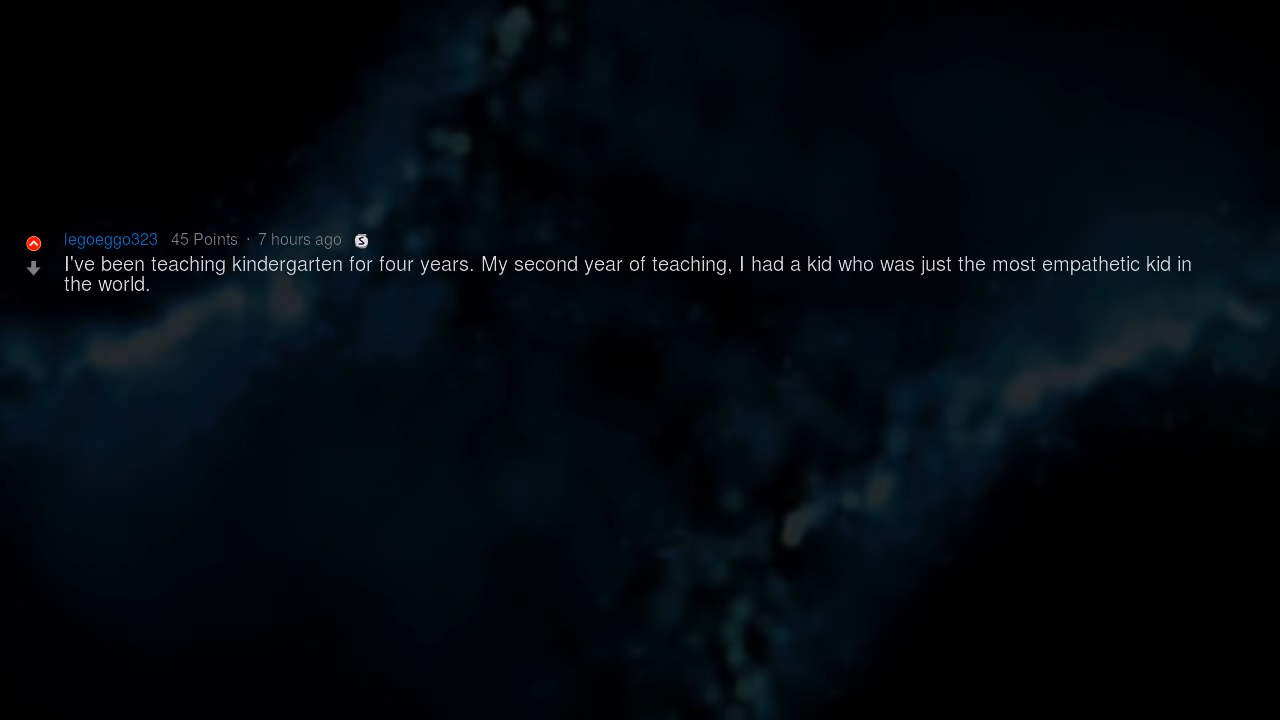 legoeggo323 45 Points · 7 hours ago
I've been teaching kindergarten for four years. My second year of teaching, I had a kid who was just the most empathetic kid in
the world.